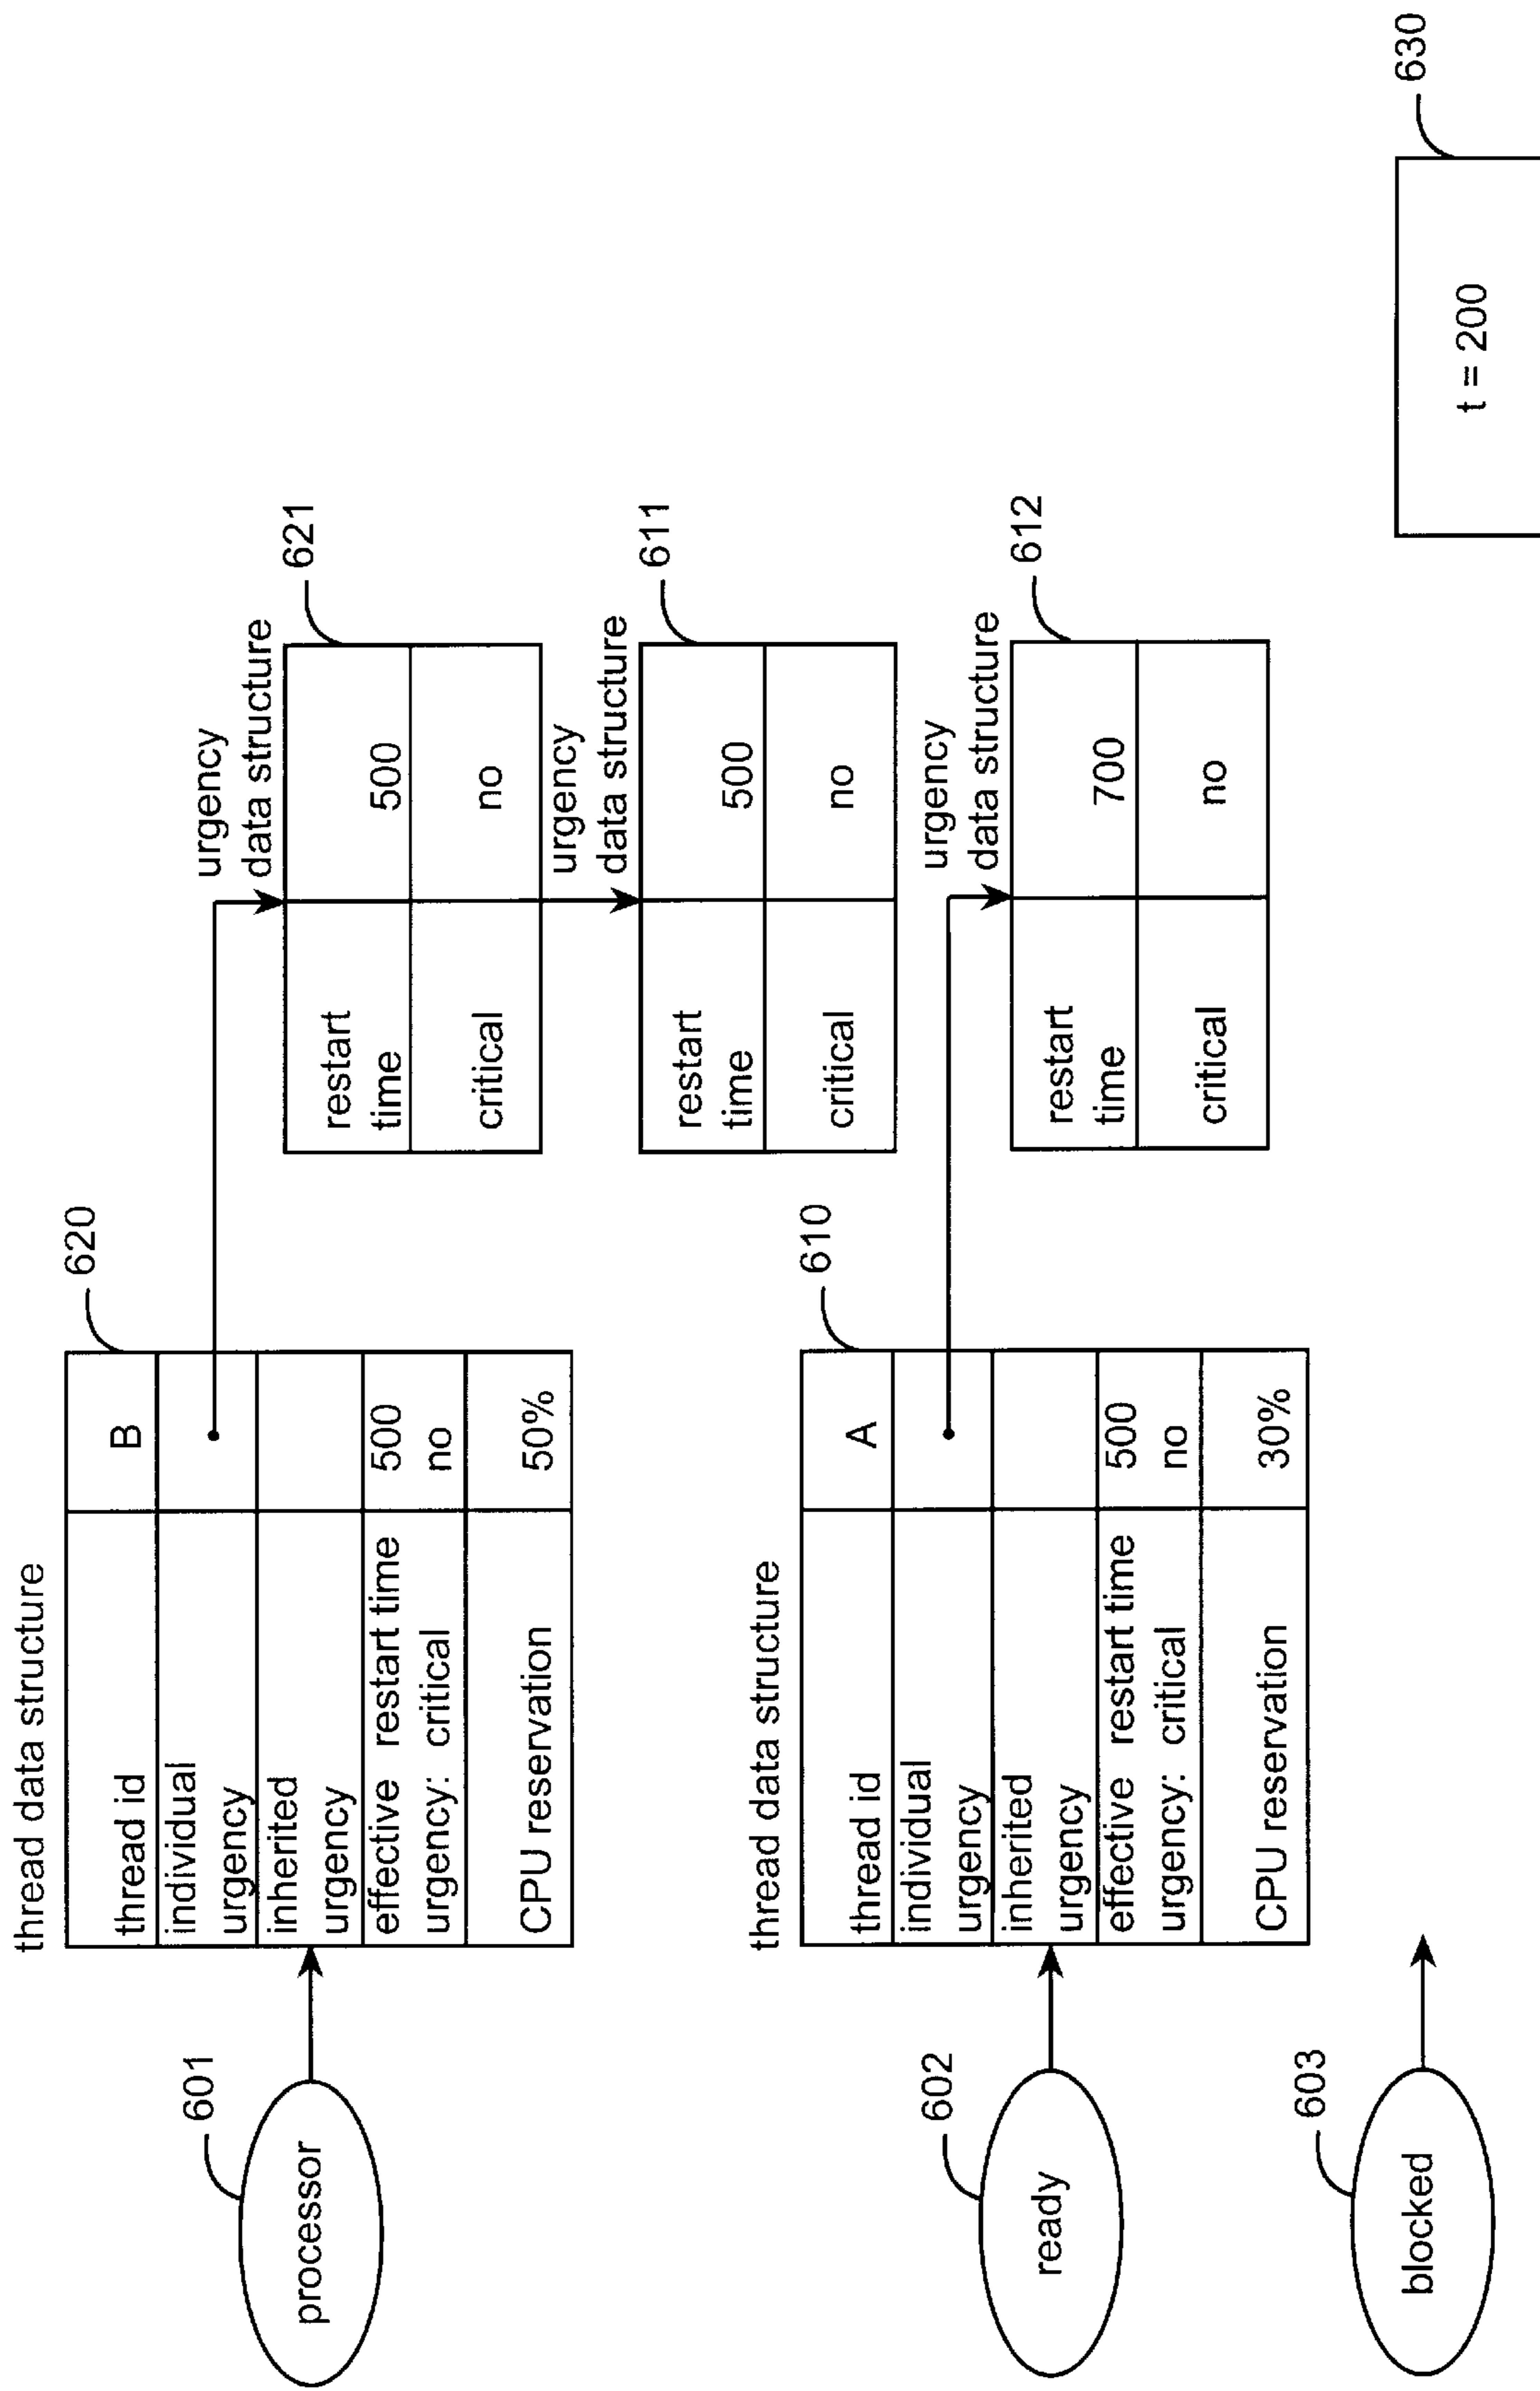 thread data structure
620
thread id B
individual
urgency
inherited
urgency
effective restart time 500
urgency: critical no
CPU reservation 50%
601
processor
urgency
data structure
621
restart
time 500
critical no
urgency
data structure
611
restart
time 500
critical no
thread data structure
610
thread id A
individual
urgency
inherited
urgency
effective restart time 500
urgency: critical no
CPU reservation 30%
602
ready
urgency
data structure
612
restart
time 700
critical no
603
blocked
630
t = 200